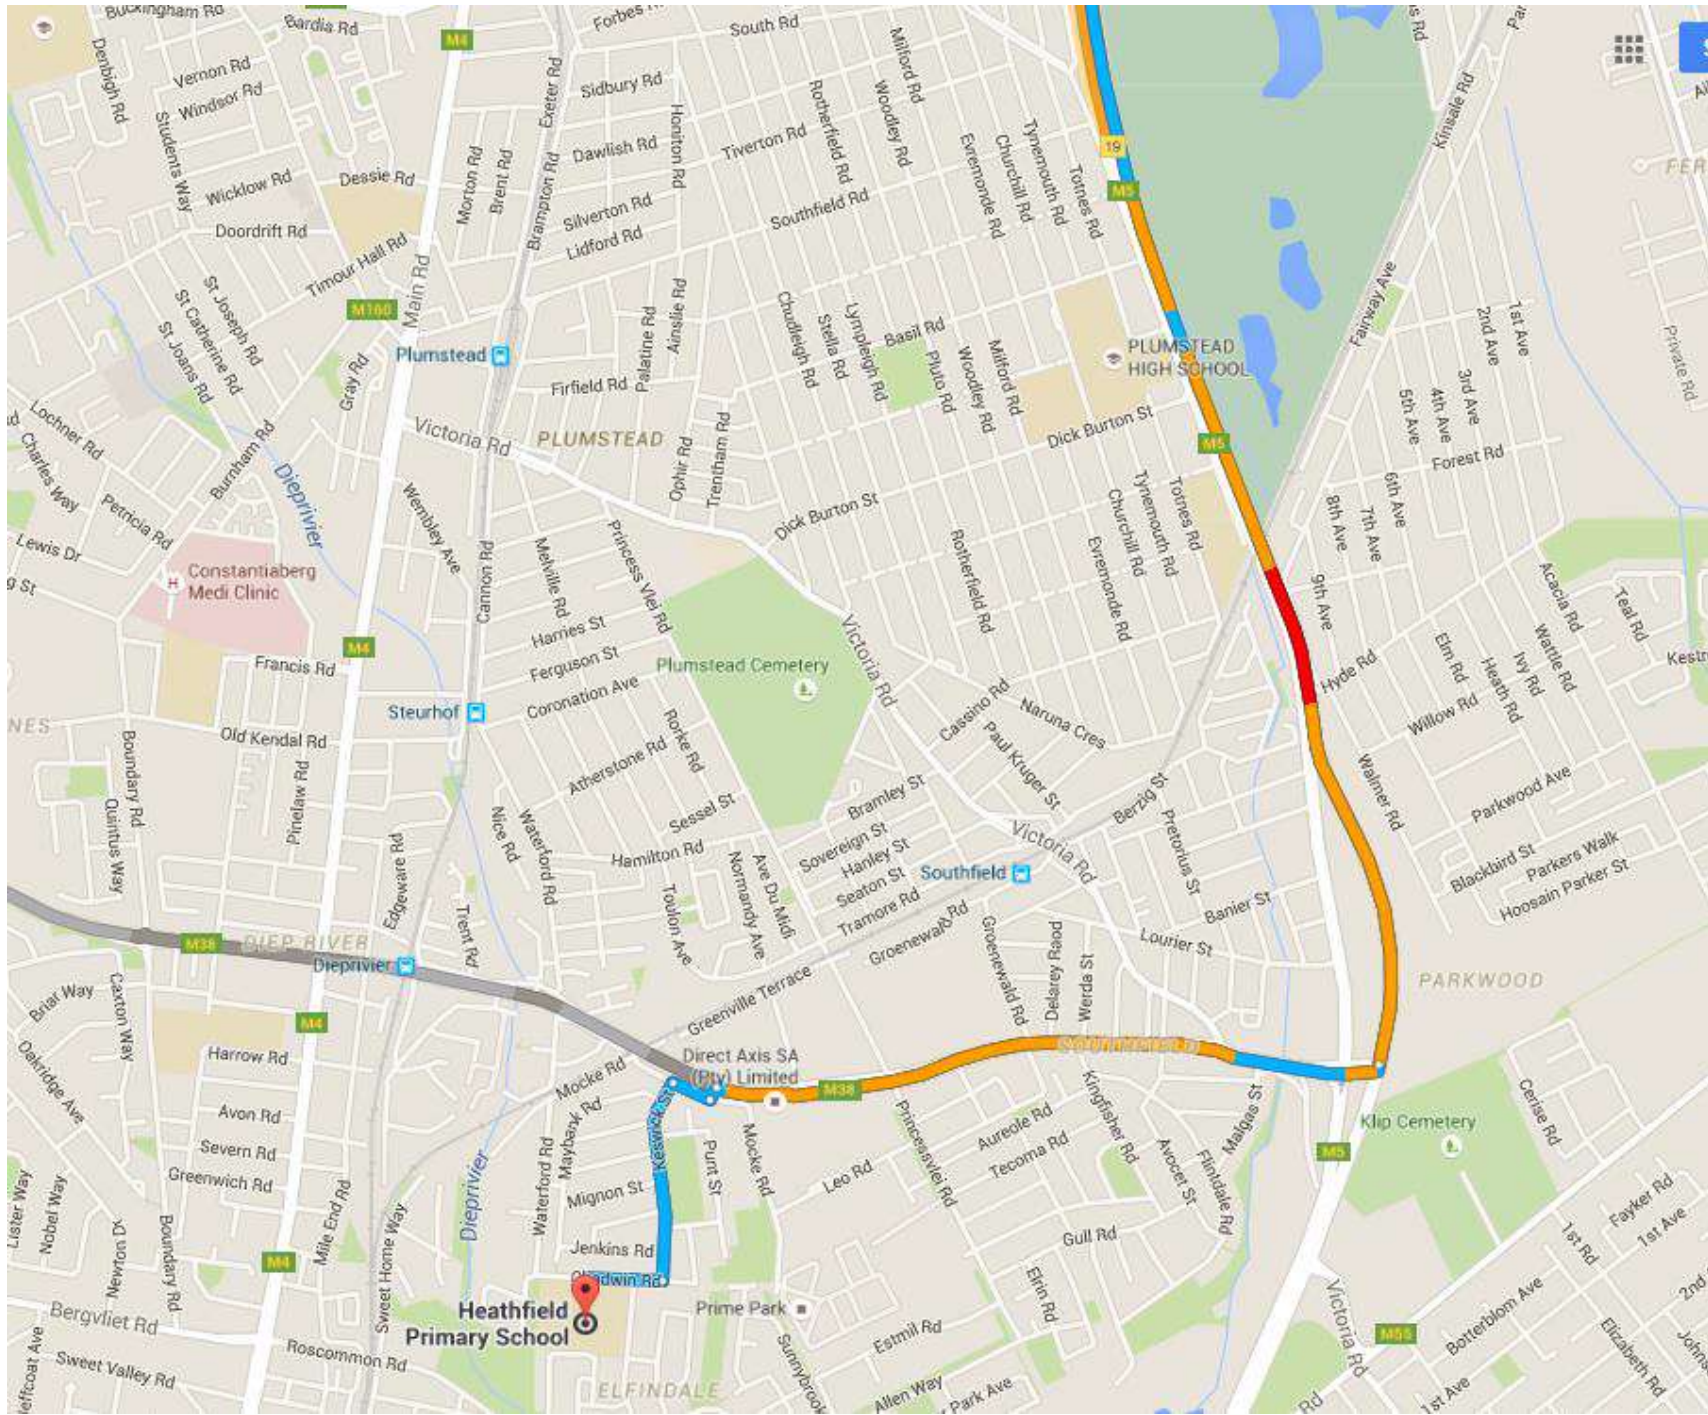 Buckingham Rd
Bardia Rd
M4
South Rd
Denbigh Rd
Vernon Rd
Windsor Rd
Students Way
Exeter Rd
Sidbury Rd
Honiton Rd
Milford Rd
Woodley Rd
Rotherfield Rd
Tiverton Rd
Dawlish Rd
Kinsale Rd
19
M5
Wicklow Rd
Dessie Rd
Morton Rd
Brent Rd
Brampton Rd
Silverton Rd
Lidford Rd
Southfield Rd
Evremonde Rd
Churchill Rd
Tynemouth Rd
Totnes Rd
Doordrift Rd
Timour Hall Rd
Main Rd
M160
St Joseph Rd
St Catherine Rd
St Joans Rd
Gray Rd
Plumstead
Firfield Rd
Palatine Rd
Ainslie Rd
Chudleigh Rd
Stella Rd
Lympleigh Rd
Basil Rd
Pluto Rd
Woodley Rd
Milford Rd
PLUMSTEAD
HIGH SCHOOL
Fairway Ave
1st Ave
2nd Ave
3rd Ave
4th Ave
5th Ave
Private Rd
Lochner Rd
Charles Way
Petricia Rd
Burnham Rd
Lewis Dr
Dieprivier
Victoria Rd
PLUMSTEAD
Ophir Rd
Trentham Rd
Dick Burton St
M5
Forest Rd
6th Ave
7th Ave
8th Ave
9th Ave
Wembley Ave
Cannon Rd
Melville Rd
Princess Vlei Rd
Dick Burton St
Rotherfield Rd
Evremonde Rd
Churchill Rd
Tynemouth Rd
Totnes Rd
Constantiaberg
Medi Clinic
M4
Francis Rd
Harries St
Ferguson St
Coronation Ave
Plumstead Cemetery
Victoria Rd
Acacia Rd
Teal Rd
Hyde Rd
Elm Rd
Heath Rd
Ivy Rd
Wattle Rd
Willow Rd
Steurhof
Old Kendal Rd
Boundary Rd
Quintius Way
Pinelaw Rd
Atherstone Rd
Rorke Rd
Cassino Rd
Naruna Cres
Paul Kruger St
Walmer Rd
Parkwood Ave
Nice Rd
Waterford Rd
Sessel St
Hamilton Rd
Bramley St
Sovereign St
Hanley St
Seaton St
Tramore Rd
Southfield
Victoria Rd
Berzig St
Pretorius St
Blackbird St
Parkers Walk
Hoosain Parker St
Edgeware Rd
Trent Rd
Toulon Ave
Normandy Ave
Ave Du Midi
Groenewald Rd
Groenewald Rd
Delarey Raod
Werda St
Banier St
Lourier St
M38
DIEP RIVER
Dieprivier
PARKWOOD
Briar Way
Caxton Way
M4
Oakridge Ave
Harrow Rd
Greenville Terrace
SOUTHFIELD
Mocke Rd
Direct Axis SA
(Pty) Limited
M38
Avon Rd
Severn Rd
Greenwich Rd
Maybank Rd
Waterford Rd
Keswick St
Punt St
Mocke Rd
Leo Rd
Princessvlei Rd
Aureole Rd
Tecoma Rd
Kingfisher Rd
Avocet St
Flinidale Rd
Malgas St
M5
Klip Cemetery
Cerise Rd
Lister Way
Nobel Way
Newton D
Boundary Rd
Mile End Rd
Sweet Home Way
Dieprivier
Mignon St
Jenkins Rd
Chadwin Rd
Gull Rd
Elrin Rd
Fayker Rd
1st Ave
1st Rd
M4
Heathfield
Primary School
Prime Park
Estmil Rd
Victoria Rd
M55
Botterblom Ave
Elizabeth Rd
Bergvliet Rd
Roscommon Rd
Sweet Valley Rd
ELFINDALE
Sunnybrook
Allen Way
Park Ave
1st Ave